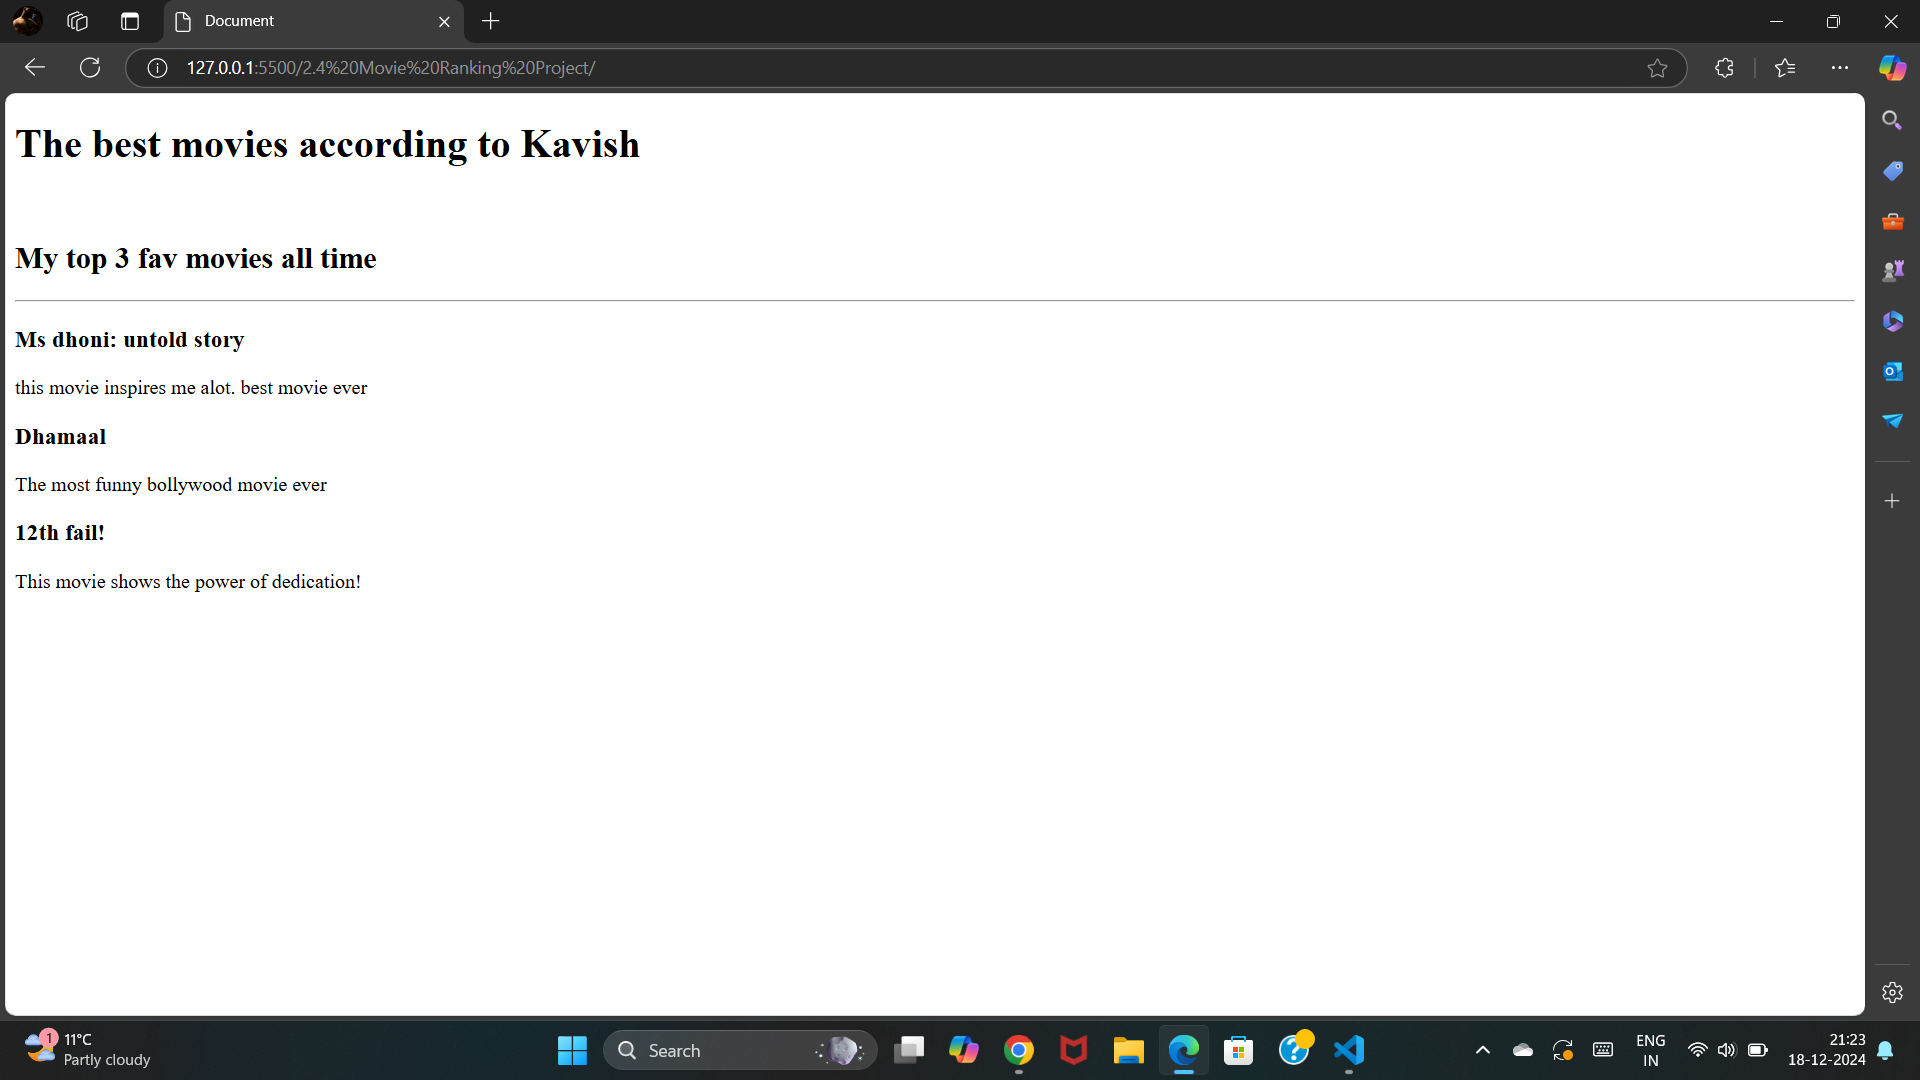 Document
127.0.0.1:5500/2.4%20Movie%20Ranking%20Project/
The best movies according to Kavish
My top 3 fav movies all time
Ms dhoni: untold story
this movie inspires me alot. best movie ever
Dhamaal
The most funny bollywood movie ever
12th fail!
This movie shows the power of dedication!
1
11°C
Partly cloudy
Search
ENG
IN
21:23
18-12-2024